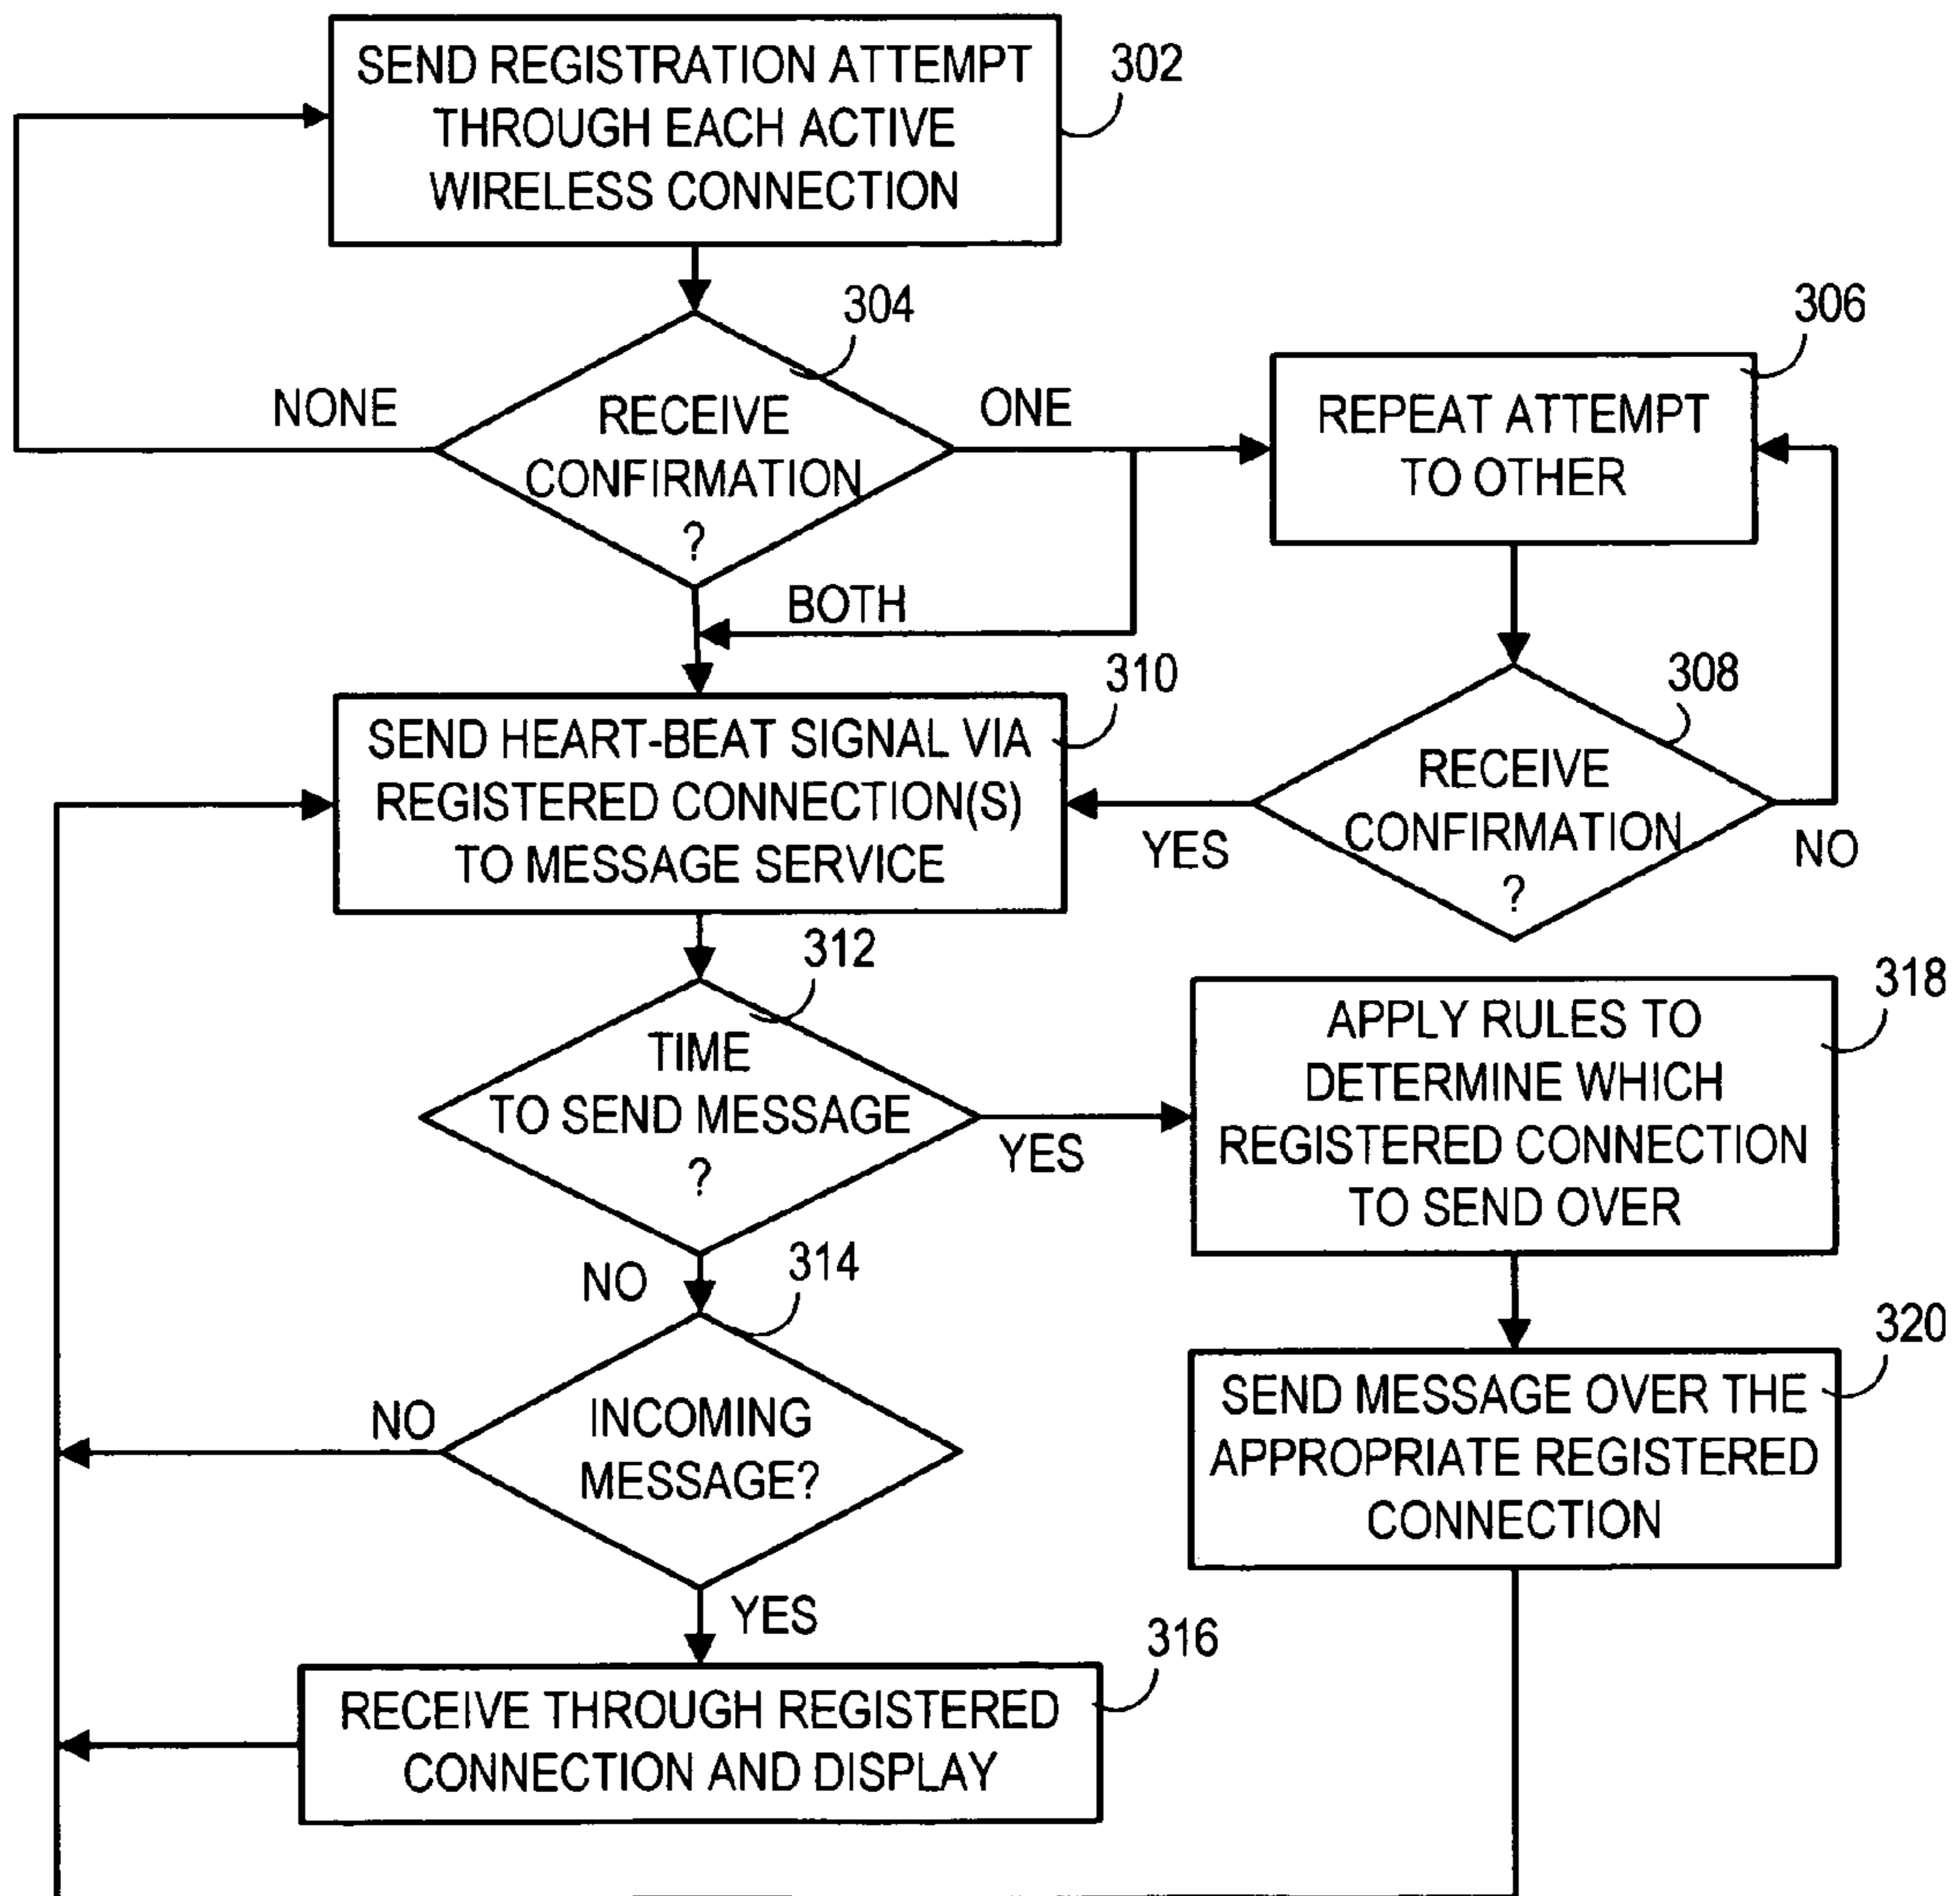 SEND REGISTRATION ATTEMPT
THROUGH EACH ACTIVE
WIRELESS CONNECTION
302
304
RECEIVE
CONFIRMATION
?
NONE
ONE
BOTH
306
REPEAT ATTEMPT
TO OTHER
308
RECEIVE
CONFIRMATION
?
YES
NO
310
SEND HEART-BEAT SIGNAL VIA
REGISTERED CONNECTION(S)
TO MESSAGE SERVICE
312
TIME
TO SEND MESSAGE
?
YES
NO
318
APPLY RULES TO
DETERMINE WHICH
REGISTERED CONNECTION
TO SEND OVER
314
INCOMING
MESSAGE?
NO
YES
320
SEND MESSAGE OVER THE
APPROPRIATE REGISTERED
CONNECTION
316
RECEIVE THROUGH REGISTERED
CONNECTION AND DISPLAY